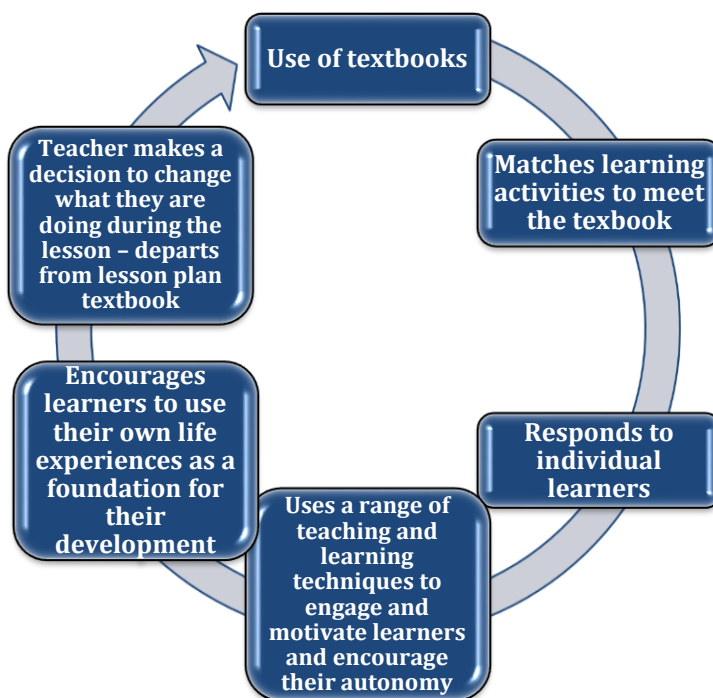 Use of textbooks
Matches learning
activities to meet
the texbook
Responds to
individual
learners
Uses a range of
teaching and
learning
techniques to
engage and
motivate learners
and encourage
their autonomy
Encourages
learners to use
their own life
experiences as a
foundation for
their
development
Teacher makes a
decision to change
what they are
doing during the
lesson – departs
from lesson plan
textbook